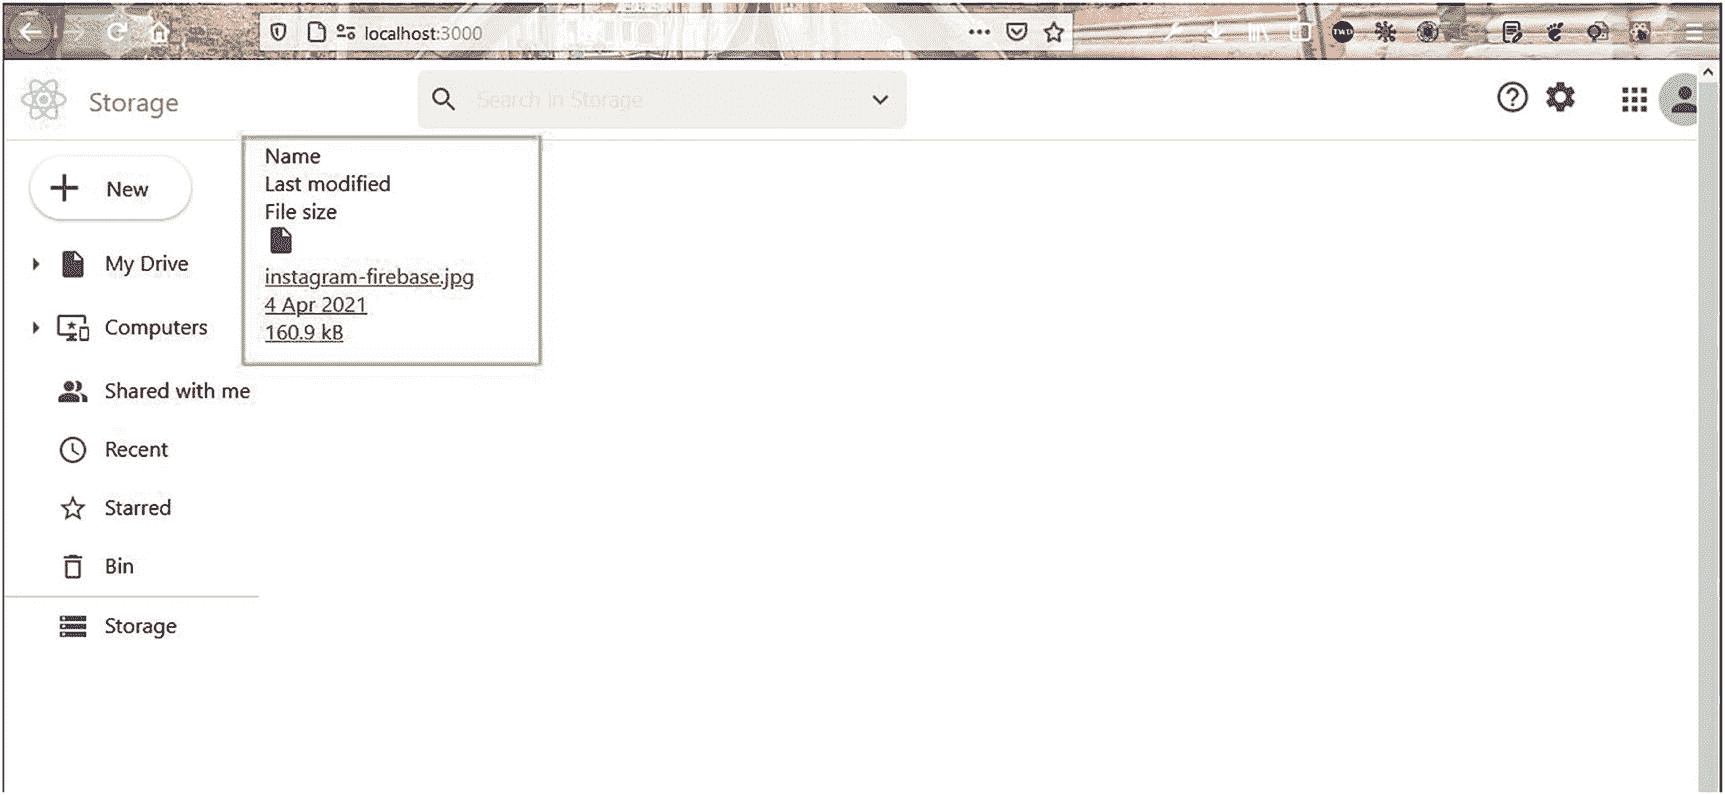 localhost:3000
TWD
Storage
Search in Storage
New
My Drive
Computers
Shared with me
Recent
Starred
Bin
Storage
Name
Last modified
File size
instagram-firebase.jpg
4 Apr 2021
160.9 kB